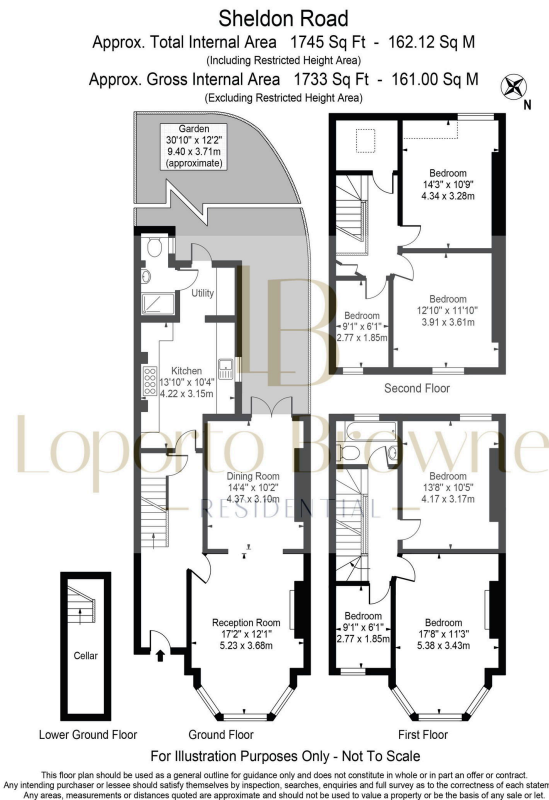 Sheldon Road
Approx. Total Internal Area 1745 Sq Ft - 162.12 Sq M
(Including Restricted Height Area)
Approx. Gross Internal Area 1733 Sq Ft - 161.00 Sq M
(Excluding Restricted Height Area)
N
Garden
30'10" x 12'2"
9.40 x 3.71m
(approximate)
Utility
Kitchen
13'10" x 10'4"
4.22 x 3.15m
Dining Room
14'4" x 10'2"
4.37 x 3.10m
Reception Room
17'2" x 12'1"
5.23 x 3.68m
Ground Floor
Cellar
Lower Ground Floor
Bedroom
14'3" x 10'9"
4.34 x 3.28m
Bedroom
12'10" x 11'10"
3.91 x 3.61m
Bedroom
9'1" x 6'1"
2.77 x 1.85m
Second Floor
Bedroom
13'8" x 10'5"
4.17 x 3.17m
Bedroom
9'1" x 6'1"
2.77 x 1.85m
Bedroom
17'8" x 11'3"
5.38 x 3.43m
First Floor
LB
Loporto Browne
RESIDENTIAL
For Illustration Purposes Only - Not To Scale
This floor plan should be used as a general outline for guidance only and does not constitute in whole or in part an offer or contract.
Any intending purchaser or lessee should satisfy themselves by inspection, searches, enquiries and full survey as to the correctness of each statem
Any areas, measurements or distances quoted are approximate and should not be used to value a property or be the basis of any sale or let.